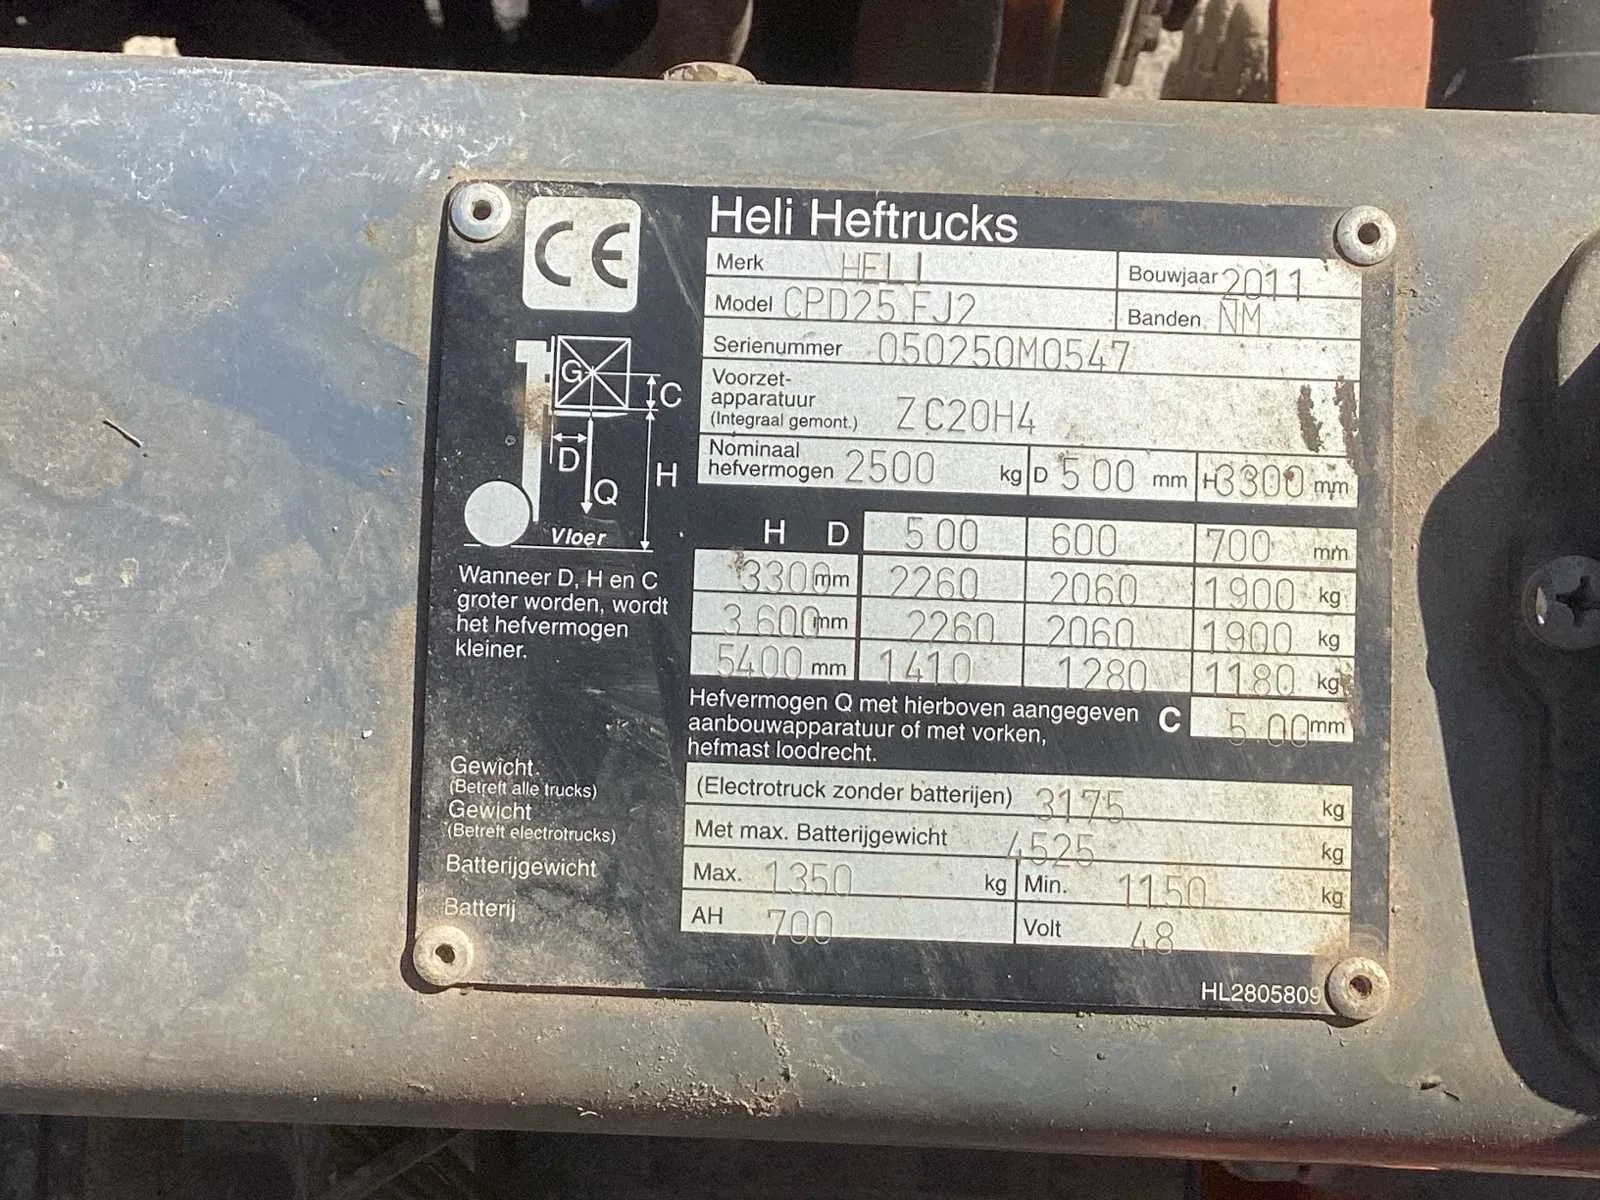 CE
Heli Heftrucks
Merk HELI Bouwjaar 2011
Model CPD25.FJ2 Banden NM
Serienummer 050250M0547
Voorzet-
apparatuur
(Integraal gemont.) ZC20H4
Nominaal
hefvermogen 2500 kg D 500 mm H 3300 mm
G C
D H
Q
Vloer
H D 500 600 700 mm
3300 mm 2260 2060 1900 kg
3.600 mm 2260 2060 1900 kg
5400 mm 1410 1280 1180 kg
Wanneer D, H en C
groter worden, wordt
het hefvermogen
kleiner.
Hefvermogen Q met hierboven aangegeven
aanbouwapparatuur of met vorken,
hefmast loodrecht.
C 5.00 mm
Gewicht.
(Betreft alle trucks)
(Electrotruck zonder batterijen) 3175 kg
Gewicht
(Betreft electrotrucks)
Met max. Batterijgewicht 4525 kg
Batterijgewicht Max. 1350 kg Min. 1150 kg
Batterij AH 700 Volt 48
HL2805809